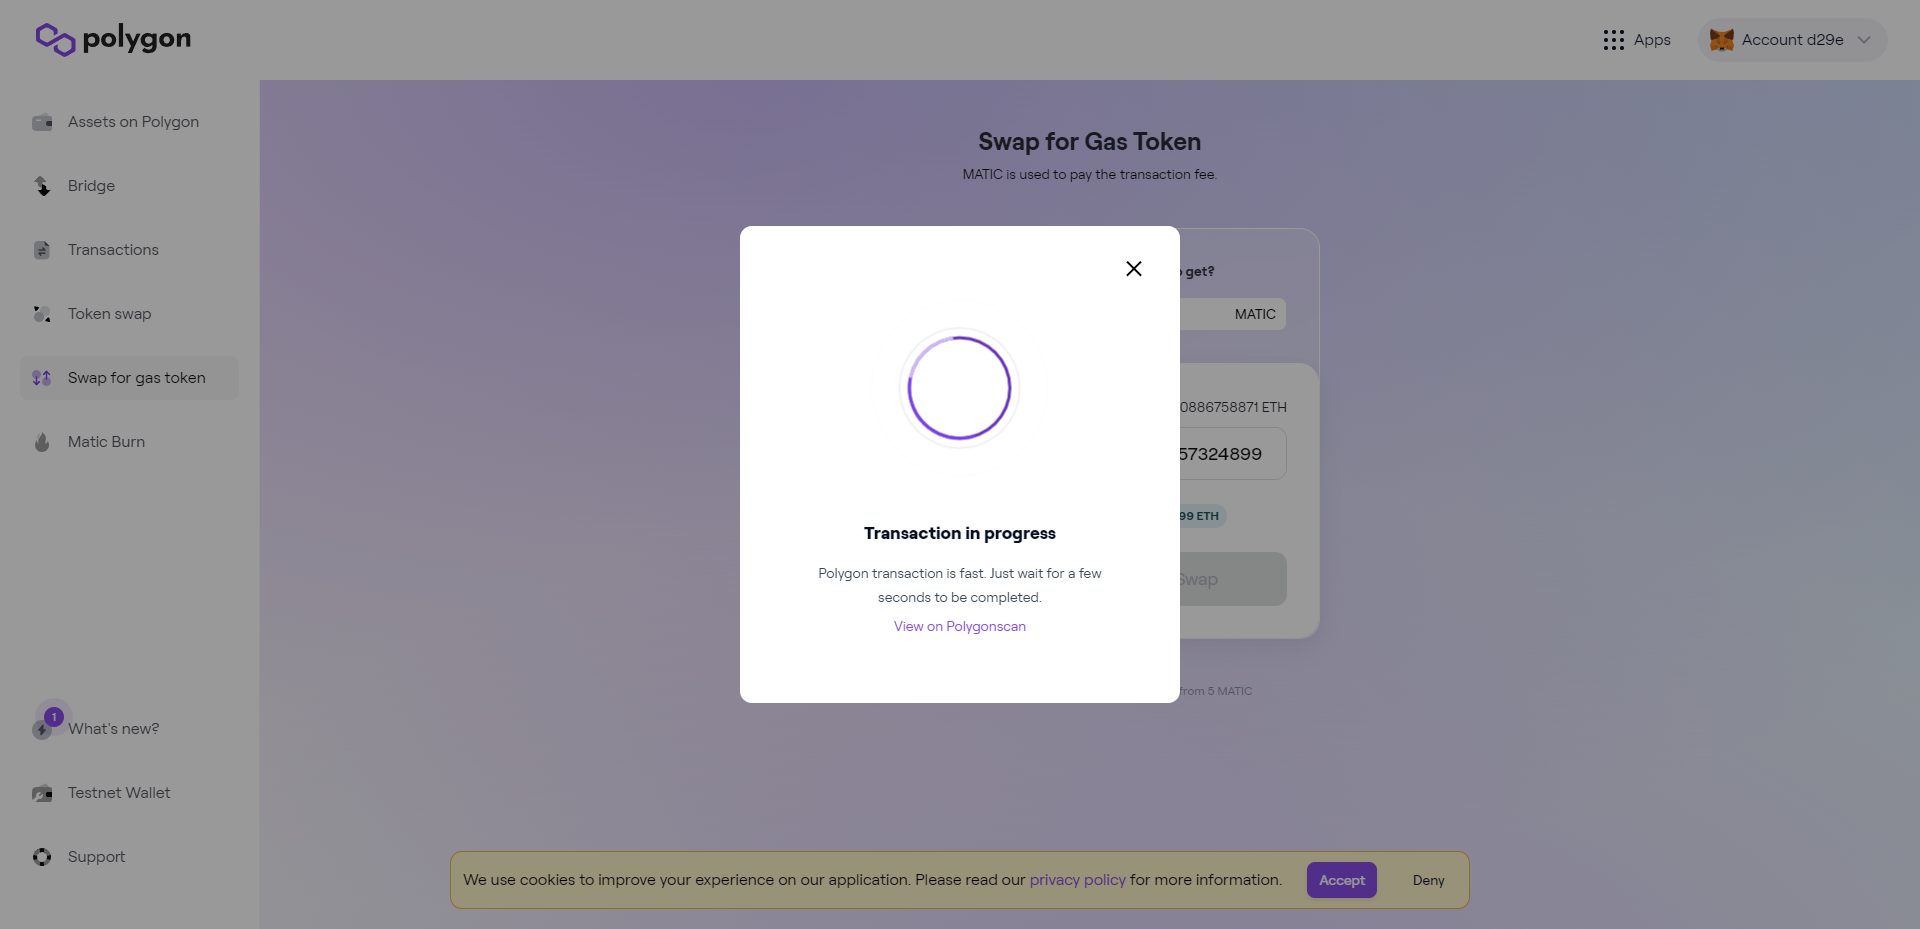 polygon
Apps
Account d29e
Assets on Polygon
Bridge
Transactions
Token swap
Swap for gas token
Matic Burn
What's new?
1
Testnet Wallet
Support
Swap for Gas Token
MATIC is used to pay the transaction fee.
get?
MATIC
0886758871 ETH
57324899
99 ETH
Swap
from 5 MATIC
Transaction in progress
Polygon transaction is fast. Just wait for a few
seconds to be completed.
View on Polygonscan
We use cookies to improve your experience on our application. Please read our privacy policy for more information.
Accept
Deny